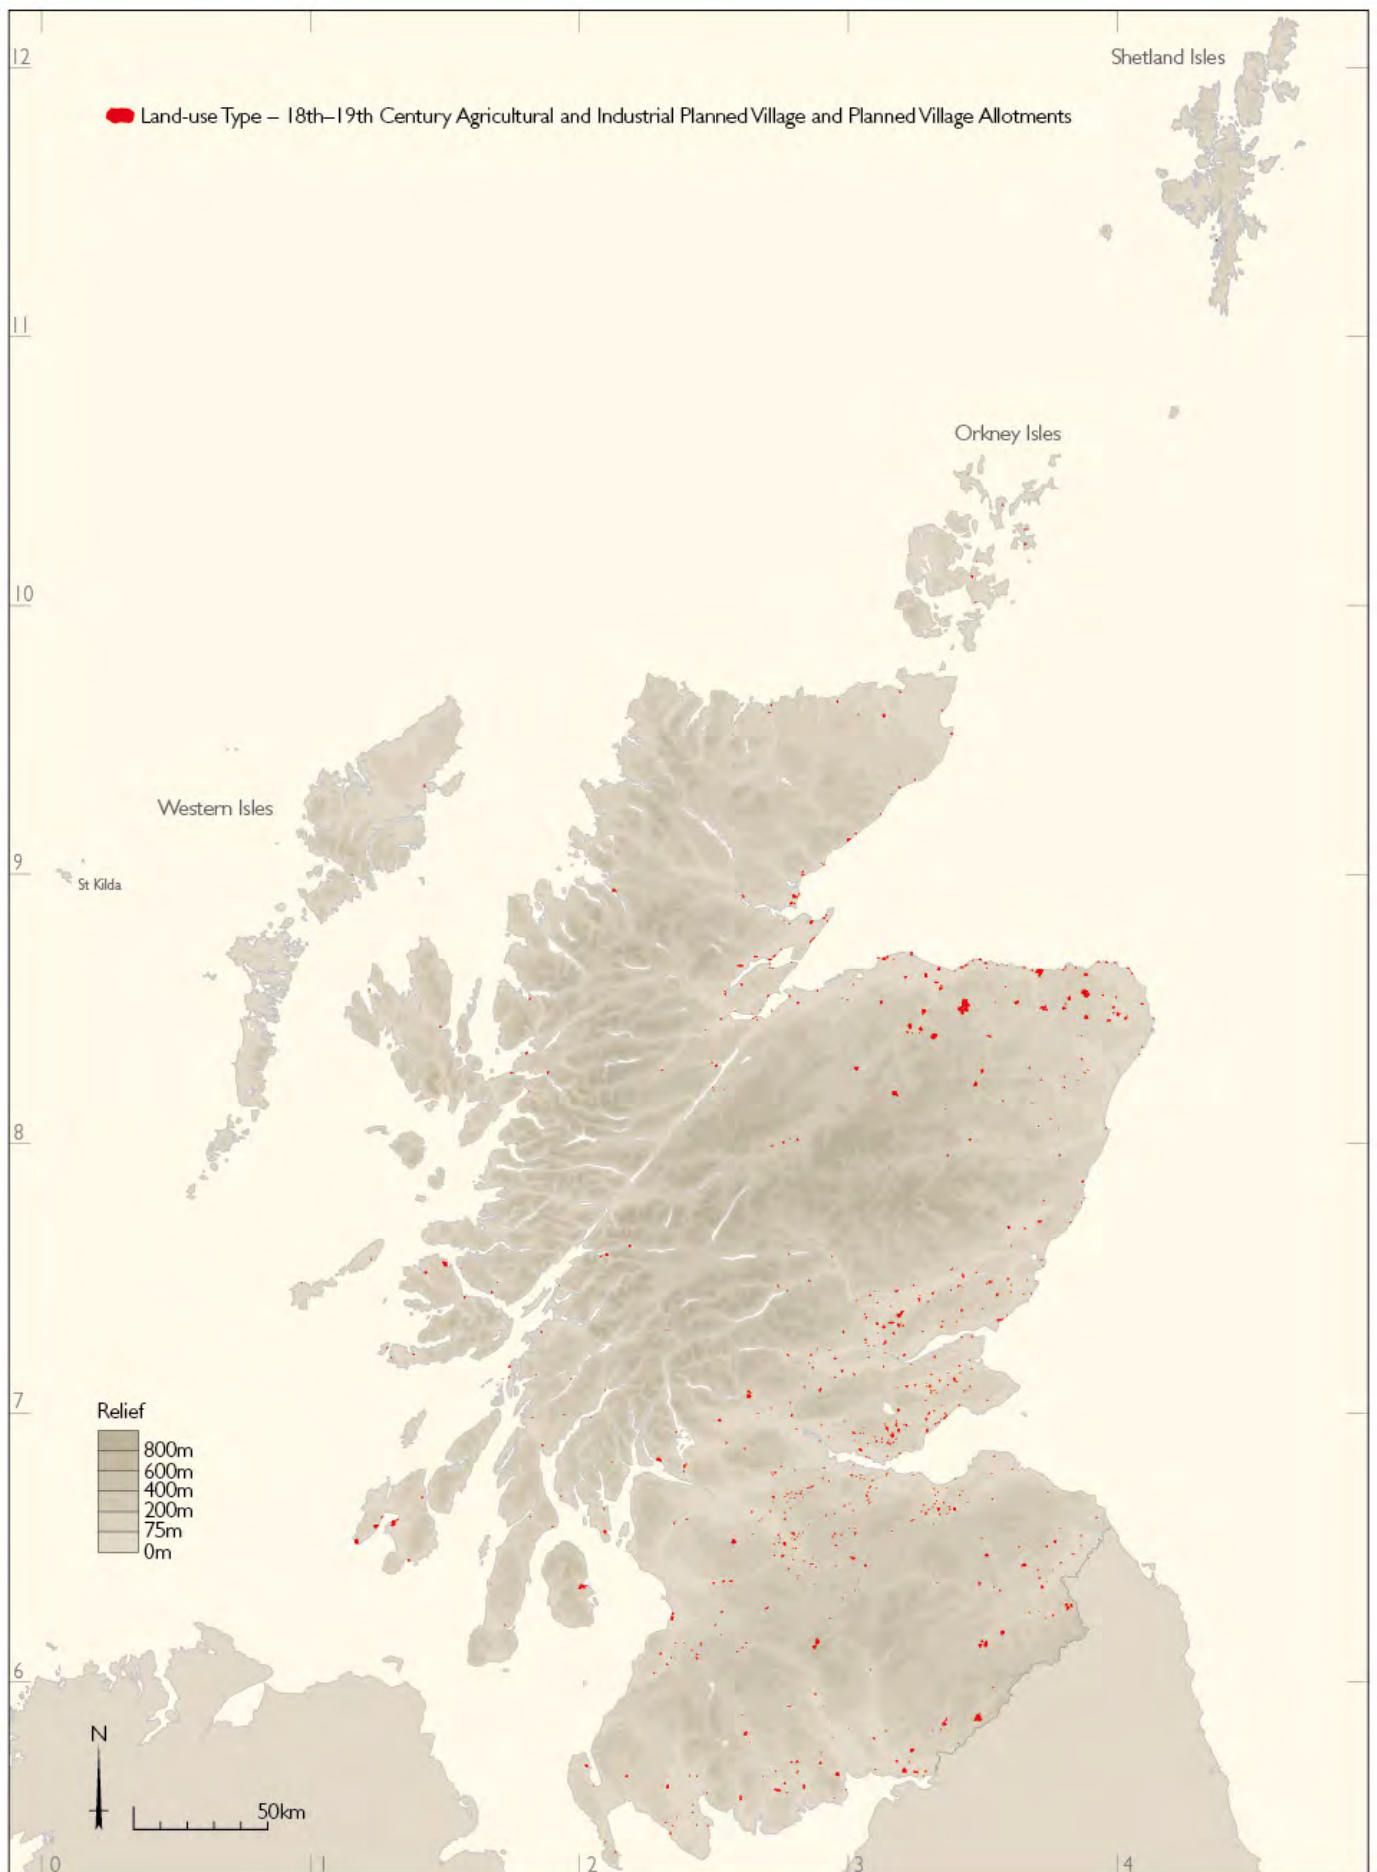 12
Shetland Isles
Land-use Type – 18th–19th Century Agricultural and Industrial Planned Village and Planned Village Allotments
11
Orkney Isles
10
Western Isles
9
St Kilda
8
7
Relief
800m
600m
400m
200m
75m
0m
6
N
50km
0
1
2
3
4